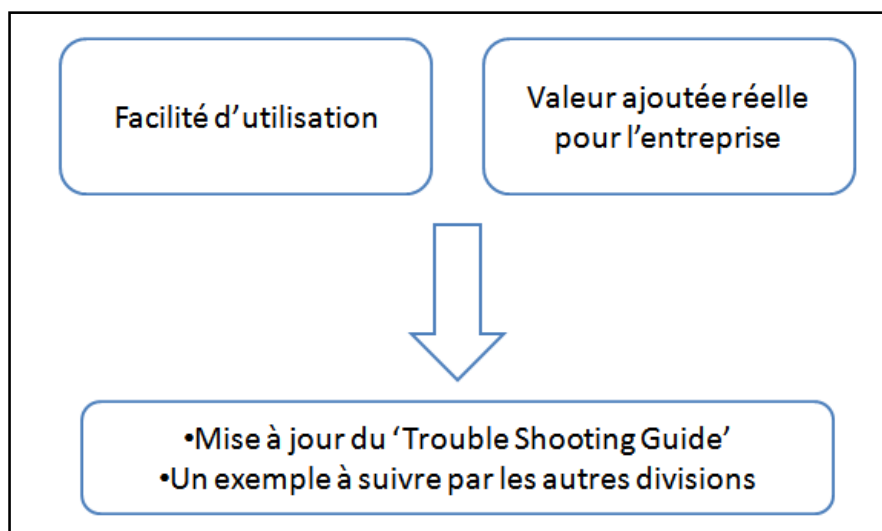 Facilité d’utilisation
Valeur ajoutée réelle
pour l’entreprise
•Mise à jour du ‘Trouble Shooting Guide’
•Un exemple à suivre par les autres divisions